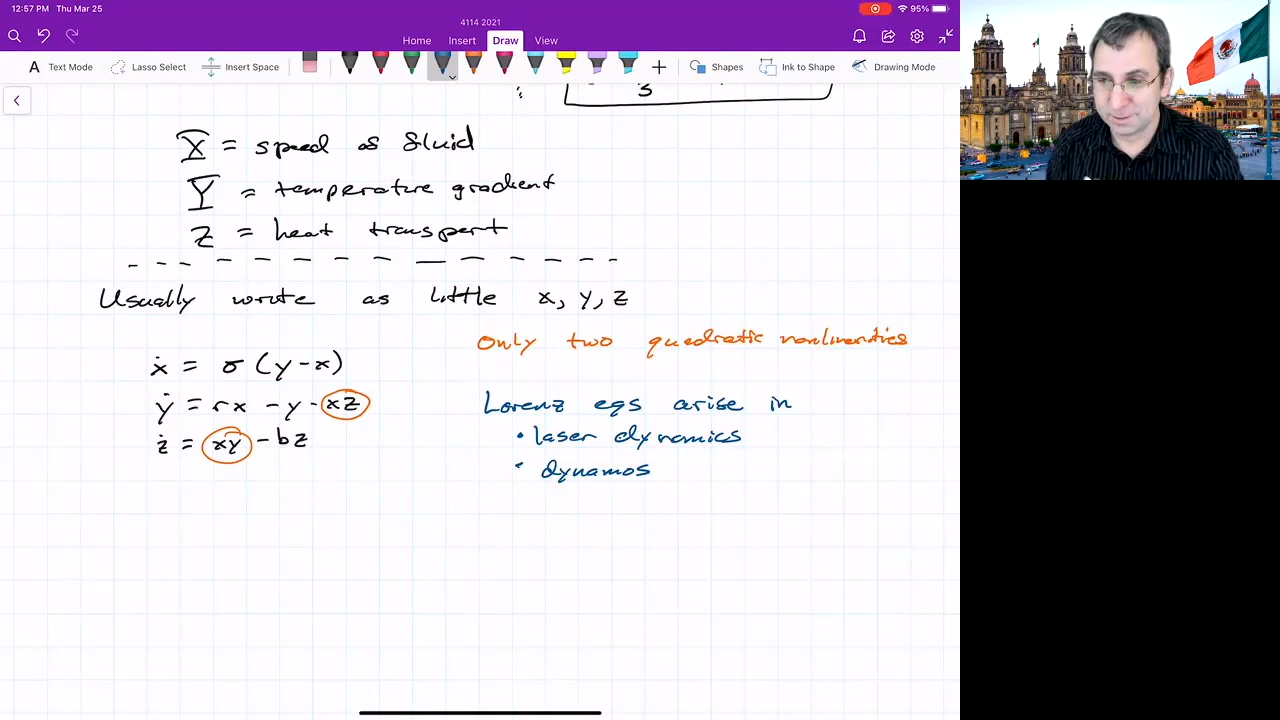 12:57 PM Thu Mar 25
95%
4114 2021
Home Insert Draw View
Text Mode Lasso Select Insert Space Shapes Ink to Shape Drawing Mode
X = speed of fluid
Y = temperature gradient
Z = heat transport
Usually wrote as little x, y, z
Only two quadratic nonlinearities
ẋ = σ (y-x)
ẏ = rx - y - xz
ż = xy - bz
Lorenz eqs arise in
• laser dynamics
• dynamos